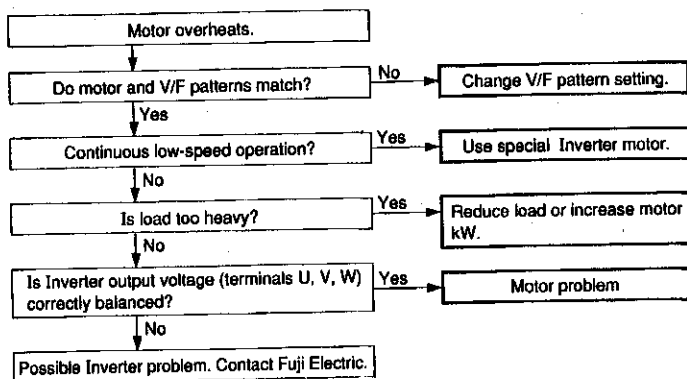 Motor overheats.
Do motor and V/F patterns match?
No
Change V/F pattern setting.
Yes
Continuous low-speed operation?
Yes
Use special Inverter motor.
No
Is load too heavy?
Yes
Reduce load or increase motor
kW.
No
Is Inverter output voltage (terminals U, V, W)
correctly balanced?
Yes
Motor problem
No
Possible Inverter problem. Contact Fuji Electric.